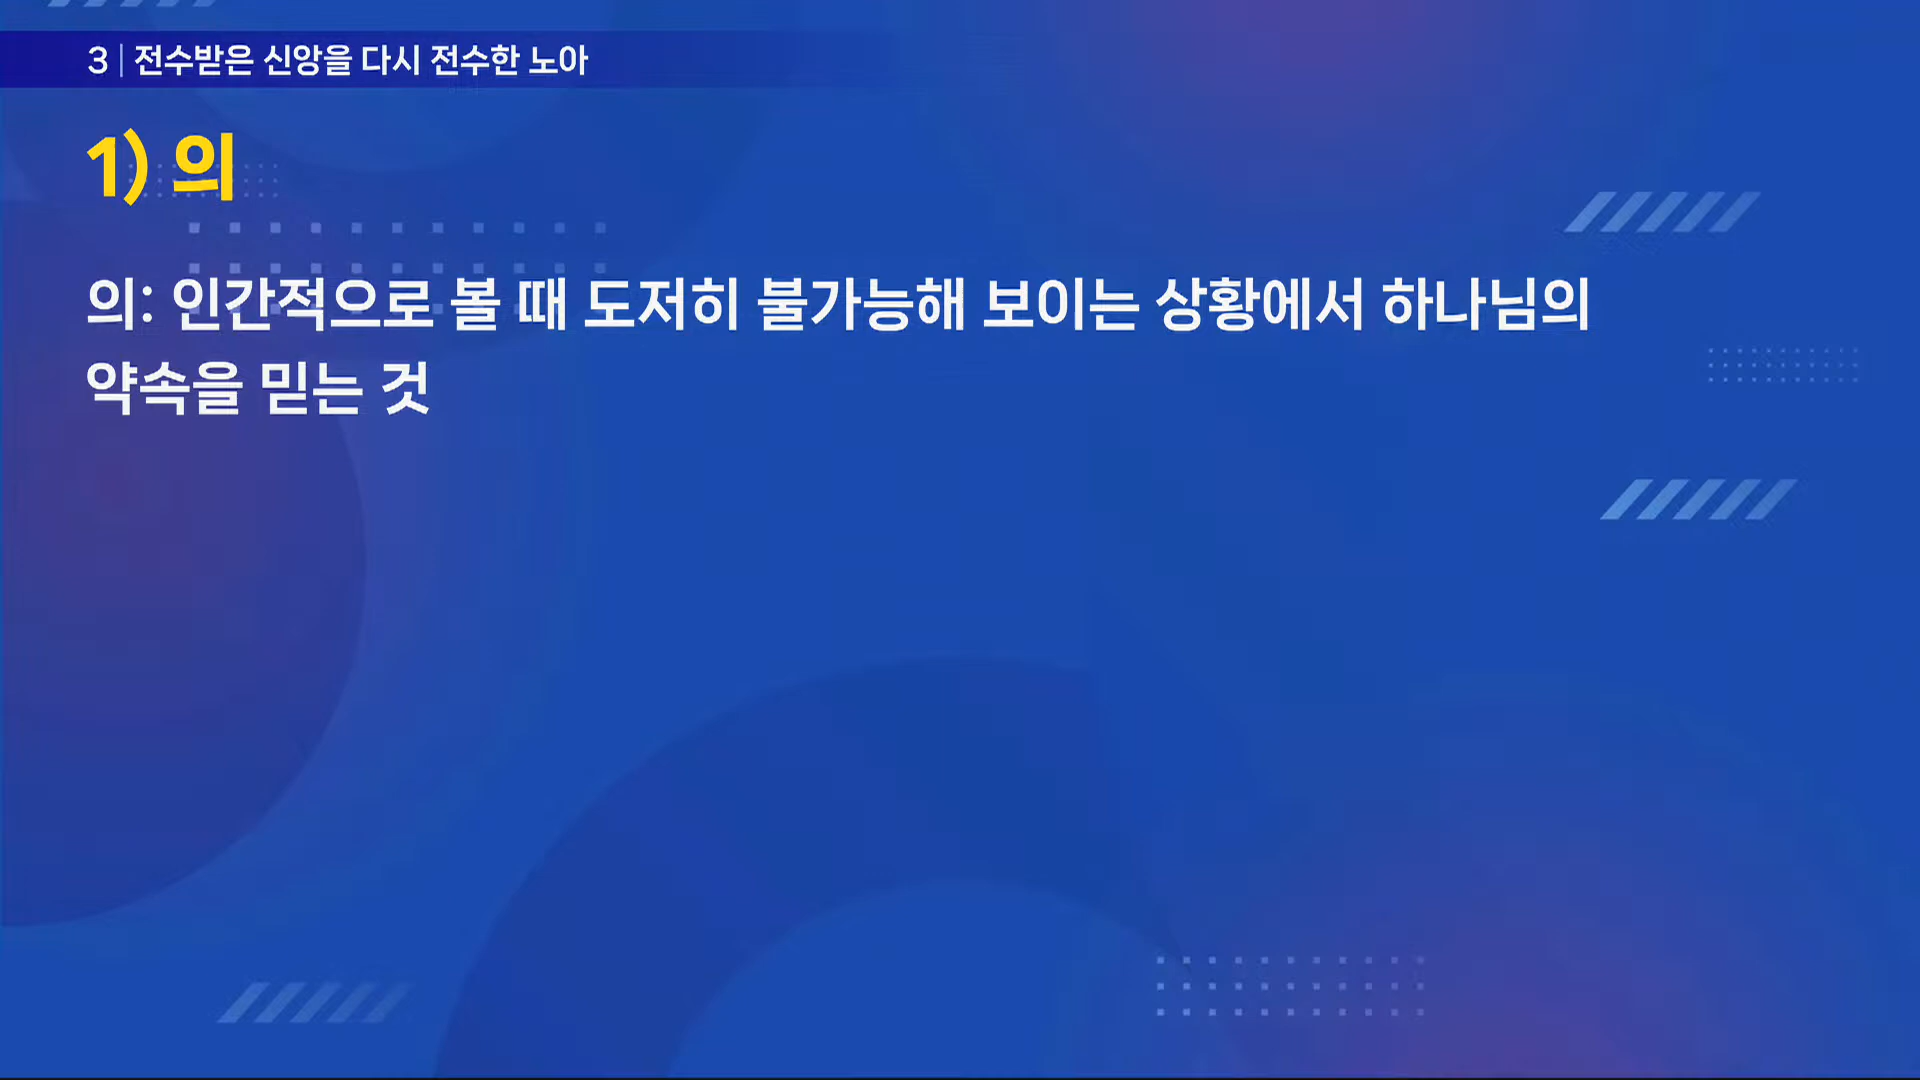 3 | 전수받은 신앙을 다시 전수한 노아
1) 의
의: 인간적으로 볼 때 도저히 불가능해 보이는 상황에서 하나님의
약속을 믿는 것